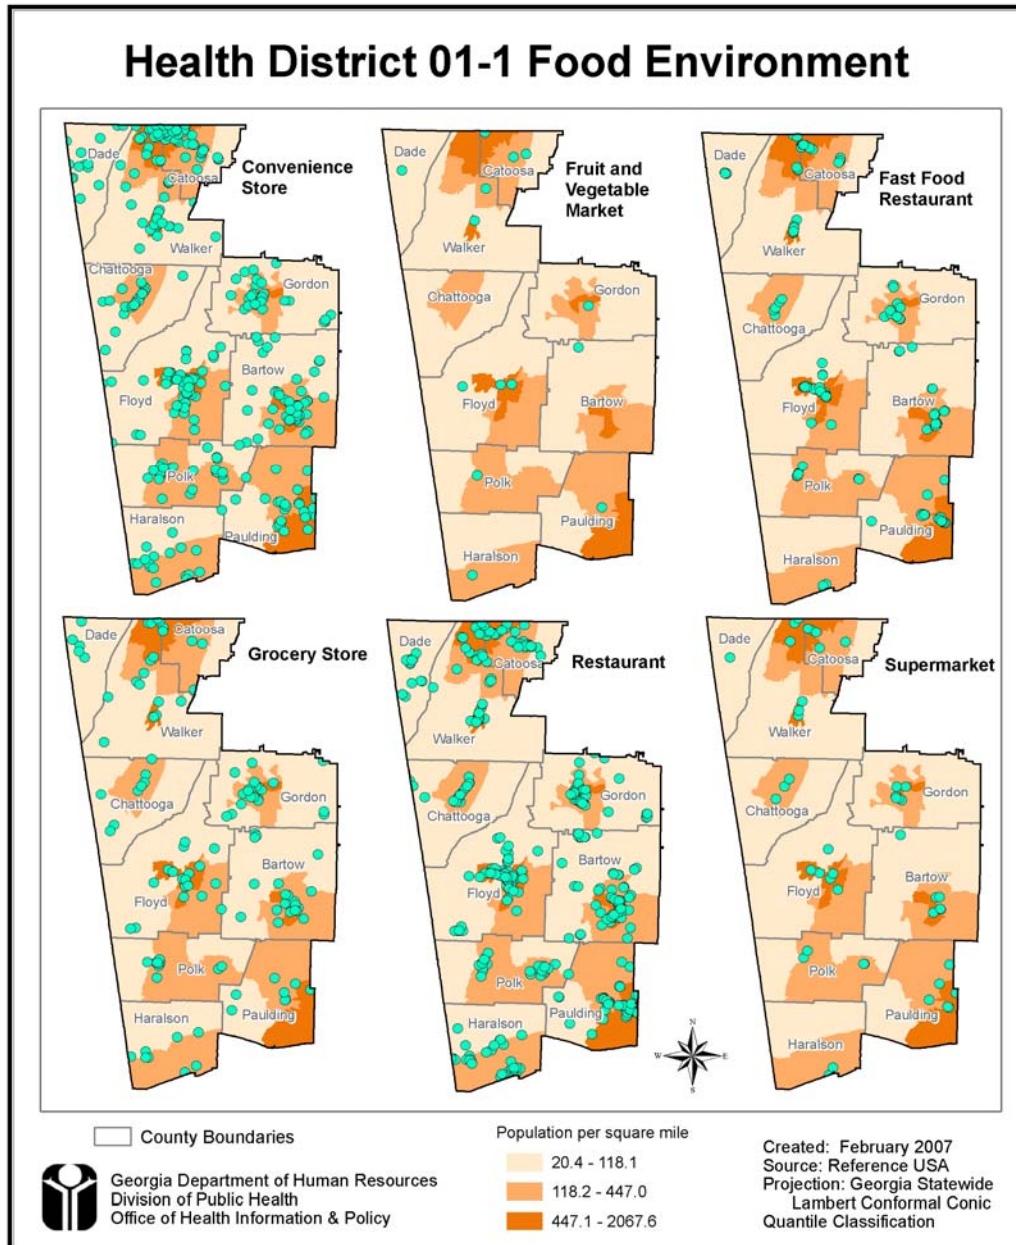 Health District 01-1 Food Environment
Dade
Catoosa
Convenience
Store
Walker
Chattooga
Gordon
Bartow
Floyd
Polk
Haralson
Paulding
Dade
Catoosa
Fruit and
Vegetable
Market
Walker
Chattooga
Gordon
Floyd
Bartow
Polk
Paulding
Haralson
Dade
Catoosa
Fast Food
Restaurant
Walker
Chattooga
Gordon
Floyd
Bartow
Polk
Paulding
Haralson
Dade
Catoosa
Grocery Store
Walker
Chattooga
Gordon
Bartow
Floyd
Polk
Haralson
Paulding
Dade
Catoosa
Restaurant
Walker
Chattooga
Gordon
Bartow
Floyd
Polk
Haralson
Paulding
Dade
Catoosa
Supermarket
Walker
Chattooga
Gordon
Floyd
Bartow
Polk
Paulding
Haralson
N
W E
S
County Boundaries
Georgia Department of Human Resources
Division of Public Health
Office of Health Information & Policy
Population per square mile
20.4 - 118.1
118.2 - 447.0
447.1 - 2067.6
Created: February 2007
Source: Reference USA
Projection: Georgia Statewide
Lambert Conformal Conic
Quantile Classification